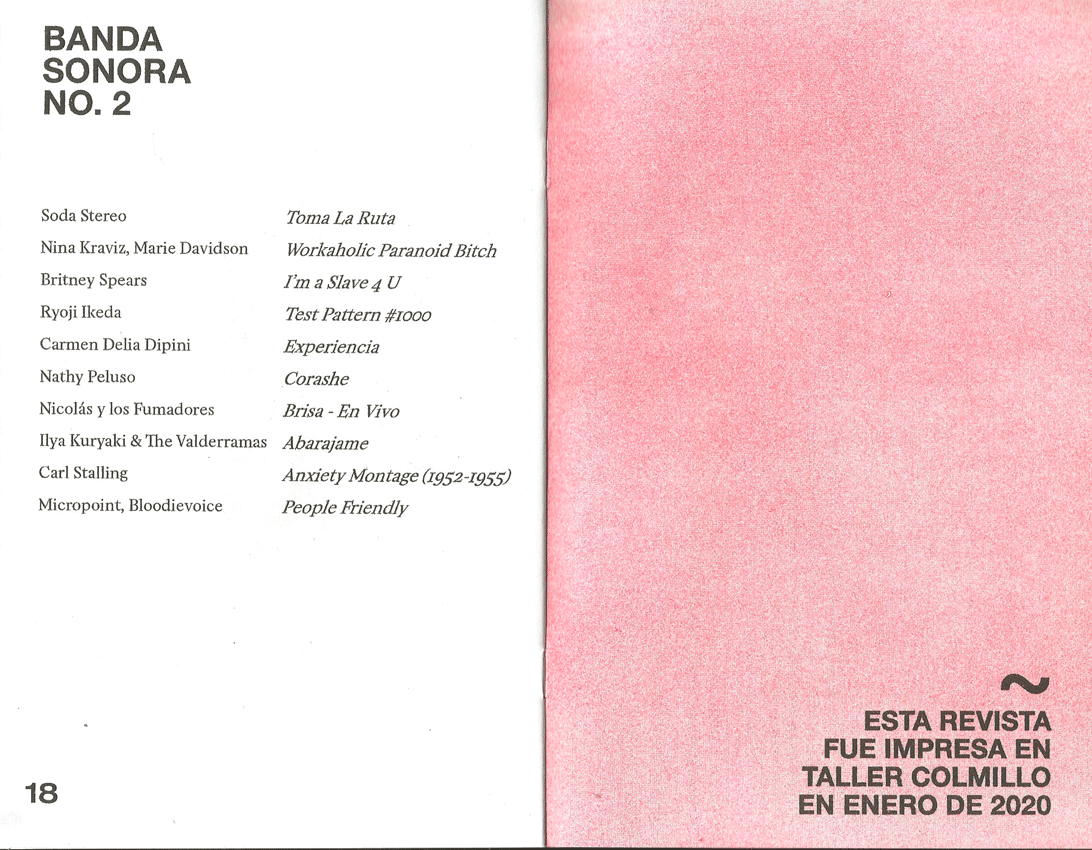 BANDA
SONORA
NO. 2
Soda Stereo Toma La Ruta
Nina Kraviz, Marie Davidson Workaholic Paranoid Bitch
Britney Spears I'm a Slave 4 U
Ryoji Ikeda Test Pattern #1000
Carmen Delia Dipini Experiencia
Nathy Peluso Corashe
Nicolás y los Fumadores Brisa - En Vivo
Ilya Kuryaki & The Valderramas Abarajame
Carl Stalling Anxiety Montage (1952-1955)
Micropoint, Bloodievoice People Friendly
18
~
ESTA REVISTA
FUE IMPRESA EN
TALLER COLMILLO
EN ENERO DE 2020